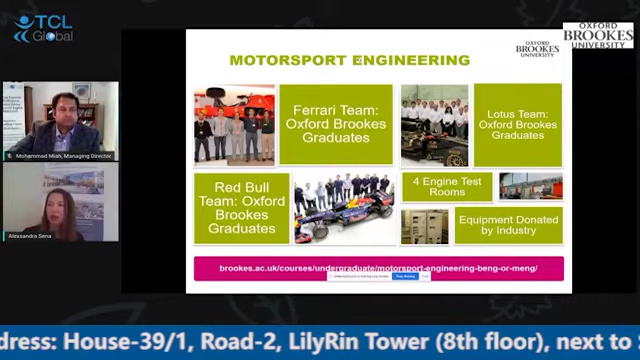 TCL
Global
OXFORD
BROOKES
UNIVERSITY
MOTORSPORT ENGINEERING
OXFORD
BROOKES
UNIVERSITY
Ferrari Team:
Oxford Brookes
Graduates
Lotus Team:
Oxford Brookes
Graduates
Red Bull
Team: Oxford
Brookes
Graduates
4 Engine Test
Rooms
Equipment Donated
by Industry
brookes.ac.uk/courses/undergraduate/motorsport-engineering-beng-or-meng/
Mohammad Miah, Managing Director
Alexsandra Sena
dress: House-39/1, Road-2, LilyRin Tower (8th floor), next to